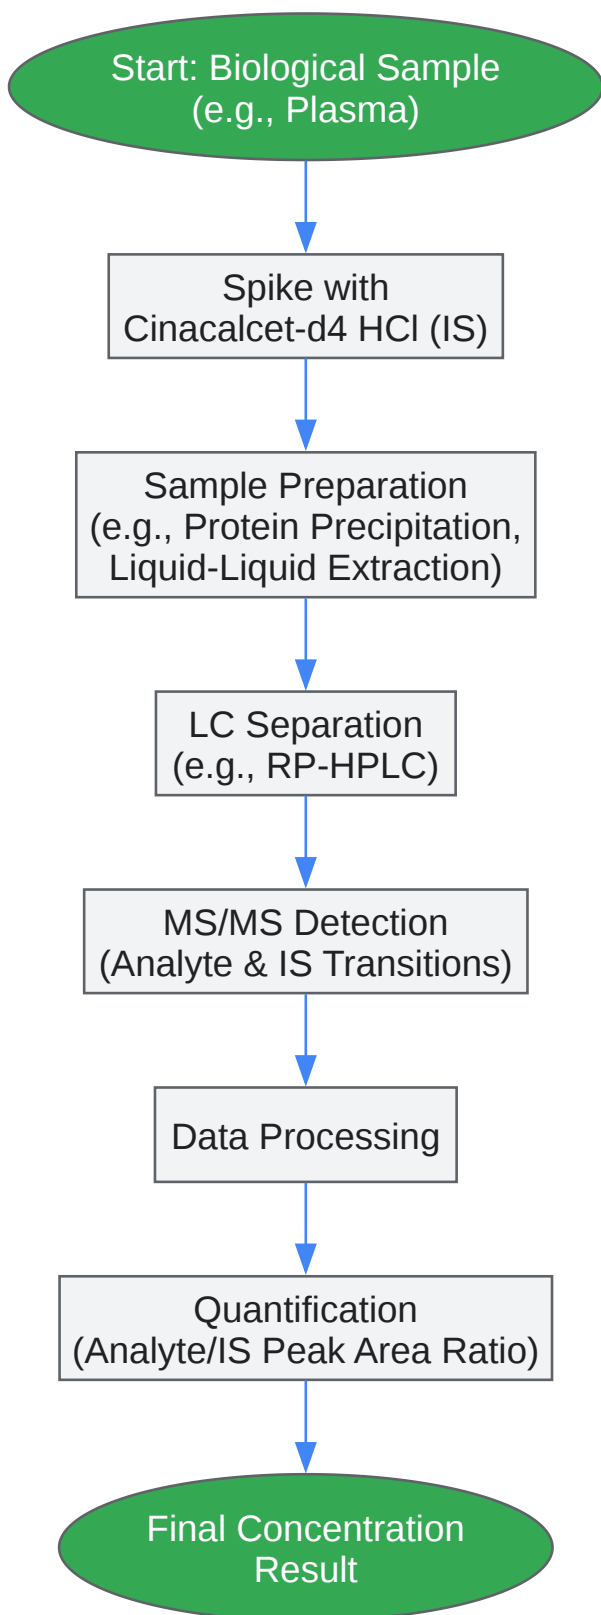 Start: Biological Sample
(e.g., Plasma)
Spike with
Cinacalcet-d4 HCl (IS)
Sample Preparation
(e.g., Protein Precipitation,
Liquid-Liquid Extraction)
LC Separation
(e.g., RP-HPLC)
MS/MS Detection
(Analyte & IS Transitions)
Data Processing
Quantification
(Analyte/IS Peak Area Ratio)
Final Concentration
Result